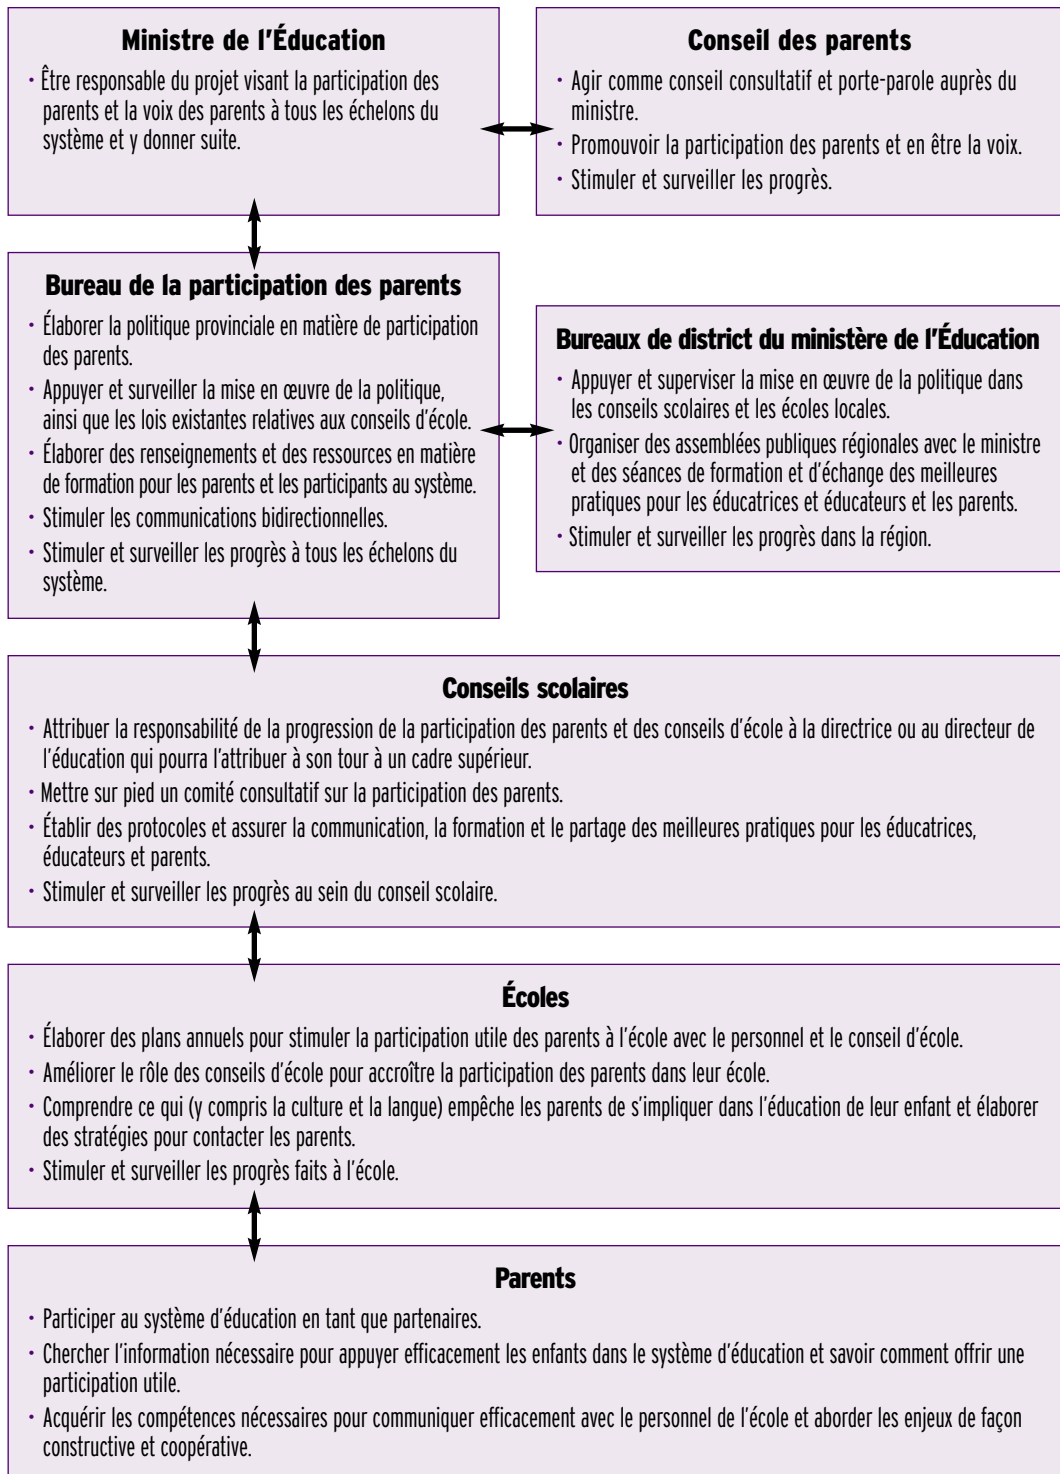 Ministre de l'Éducation
· Être responsable du projet visant la participation des
parents et la voix des parents à tous les échelons du
système et y donner suite.
Conseil des parents
· Agir comme conseil consultatif et porte-parole auprès du
ministre.
· Promouvoir la participation des parents et en être la voix.
· Stimuler et surveiller les progrès.
Bureau de la participation des parents
· Élaborer la politique provinciale en matière de participation
des parents.
· Appuyer et surveiller la mise en œuvre de la politique,
ainsi que les lois existantes relatives aux conseils d'école.
· Élaborer des renseignements et des ressources en matière
de formation pour les parents et les participants au système.
· Stimuler les communications bidirectionnelles.
· Stimuler et surveiller les progrès à tous les échelons du
système.
Bureaux de district du ministère de l'Éducation
· Appuyer et superviser la mise en œuvre de la politique dans
les conseils scolaires et les écoles locales.
· Organiser des assemblées publiques régionales avec le ministre
et des séances de formation et d'échange des meilleures
pratiques pour les éducatrices et éducateurs et les parents.
· Stimuler et surveiller les progrès dans la région.
Conseils scolaires
· Attribuer la responsabilité de la progression de la participation des parents et des conseils d'école à la directrice ou au directeur de
l'éducation qui pourra l'attribuer à son tour à un cadre supérieur.
· Mettre sur pied un comité consultatif sur la participation des parents.
· Établir des protocoles et assurer la communication, la formation et le partage des meilleures pratiques pour les éducatrices,
éducateurs et parents.
· Stimuler et surveiller les progrès au sein du conseil scolaire.
Écoles
· Élaborer des plans annuels pour stimuler la participation utile des parents à l'école avec le personnel et le conseil d'école.
· Améliorer le rôle des conseils d'école pour accroître la participation des parents dans leur école.
· Comprendre ce qui (y compris la culture et la langue) empêche les parents de s'impliquer dans l'éducation de leur enfant et élaborer
des stratégies pour contacter les parents.
· Stimuler et surveiller les progrès faits à l'école.
Parents
· Participer au système d'éducation en tant que partenaires.
· Chercher l'information nécessaire pour appuyer efficacement les enfants dans le système d'éducation et savoir comment offrir une
participation utile.
· Acquérir les compétences nécessaires pour communiquer efficacement avec le personnel de l'école et aborder les enjeux de façon
constructive et coopérative.